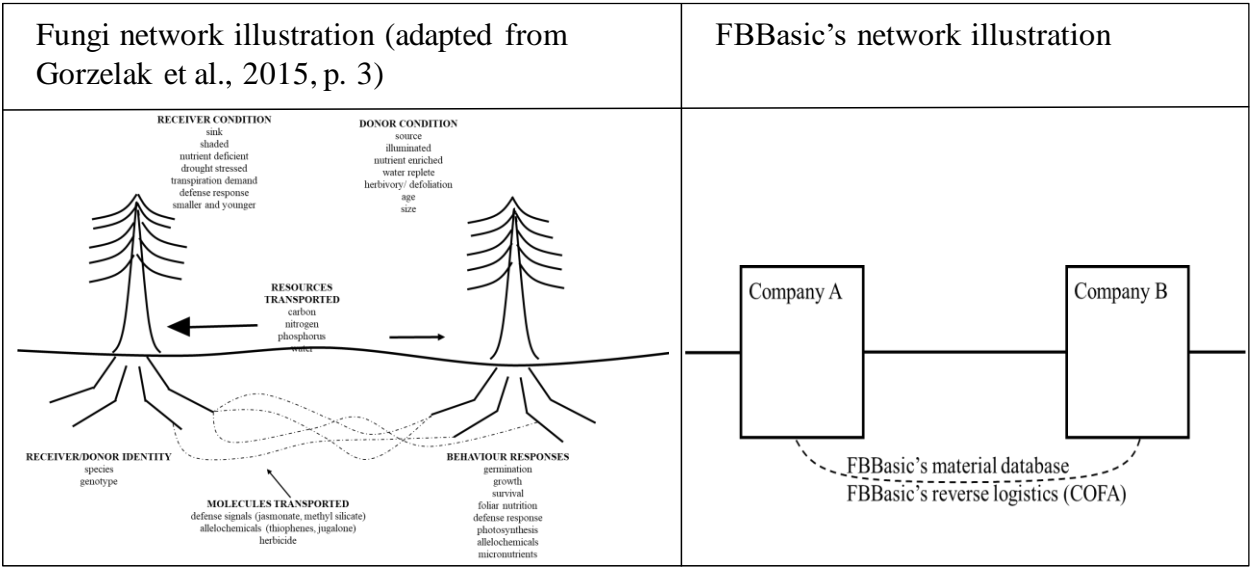 Fungi network illustration (adapted from
Gorzelak et al., 2015, p. 3)
FBBasic’s network illustration
RECEIVER CONDITION
sink
shaded
nutrient deficient
drought stressed
transpiration demand
defense response
smaller and younger
DONOR CONDITION
source
illuminated
nutrient enriched
water replete
herbivory/ defoliation
age
size
RESOURCES
TRANSPORTED
carbon
nitrogen
phosphorus
water
RECEIVER/DONOR IDENTITY
species
genotype
MOLECULES TRANSPORTED
defense signals (jasmonate, methyl silicate)
allelochemicals (thiophenes, jugalone)
herbicide
BEHAVIOUR RESPONSES
germination
growth
survival
foliar nutrition
defense response
photosynthesis
allelochemicals
micronutrients
Company A
Company B
FBBasic’s material database
FBBasic’s reverse logistics (COFA)